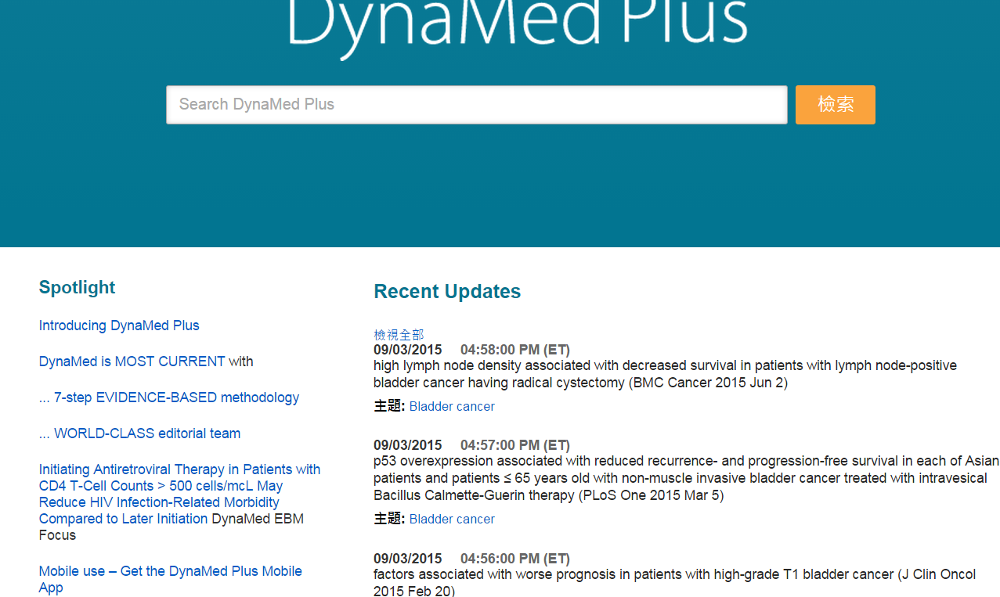 DynaMed Plus
Search DynaMed Plus
檢索
Spotlight
Introducing DynaMed Plus
DynaMed is MOST CURRENT with
... 7-step EVIDENCE-BASED methodology
... WORLD-CLASS editorial team
Initiating Antiretroviral Therapy in Patients with
CD4 T-Cell Counts > 500 cells/mcL May
Reduce HIV Infection-Related Morbidity
Compared to Later Initiation DynaMed EBM
Focus
Mobile use – Get the DynaMed Plus Mobile
App
Recent Updates
檢視全部
09/03/2015 04:58:00 PM (ET)
high lymph node density associated with decreased survival in patients with lymph node-positive
bladder cancer having radical cystectomy (BMC Cancer 2015 Jun 2)
主題: Bladder cancer
09/03/2015 04:57:00 PM (ET)
p53 overexpression associated with reduced recurrence- and progression-free survival in each of Asian
patients and patients ≤ 65 years old with non-muscle invasive bladder cancer treated with intravesical
Bacillus Calmette-Guerin therapy (PLoS One 2015 Mar 5)
主題: Bladder cancer
09/03/2015 04:56:00 PM (ET)
factors associated with worse prognosis in patients with high-grade T1 bladder cancer (J Clin Oncol
2015 Feb 20)